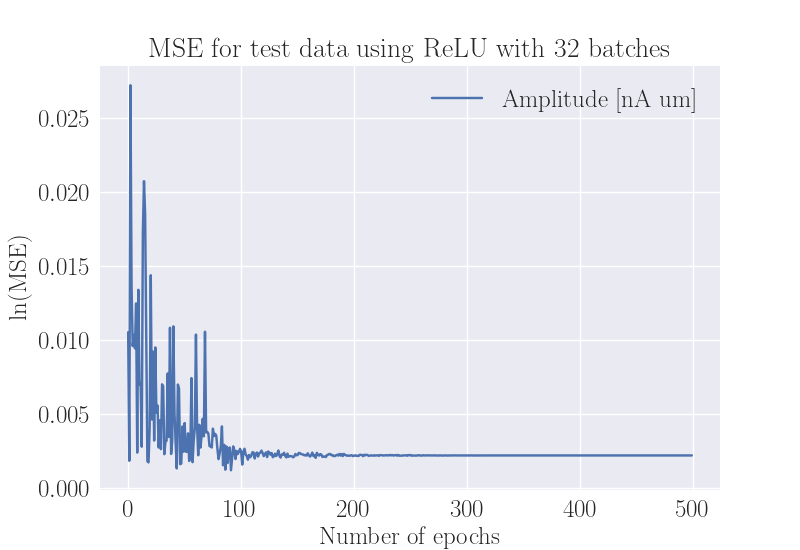 MSE for test data using ReLU with 32 batches
Amplitude [nA um]
ln(MSE)
0.025
0.020
0.015
0.010
0.005
0.000
0 100 200 300 400 500
Number of epochs